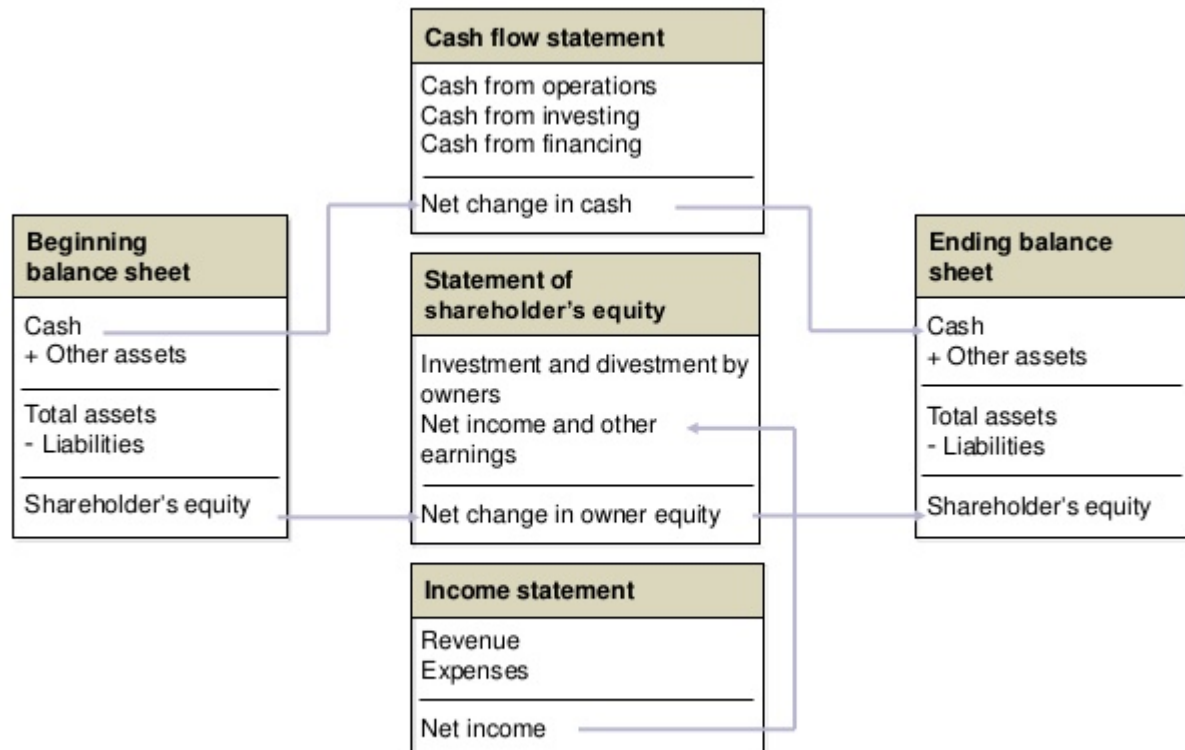 Cash flow statement
Cash from operations
Cash from investing
Cash from financing
Net change in cash
Beginning
balance sheet
Cash
+ Other assets
Total assets
- Liabilities
Shareholder's equity
Statement of
shareholder’s equity
Investment and divestment by
owners
Net income and other
earnings
Net change in owner equity
Income statement
Revenue
Expenses
Net income
Ending balance
sheet
Cash
+ Other assets
Total assets
- Liabilities
Shareholder's equity